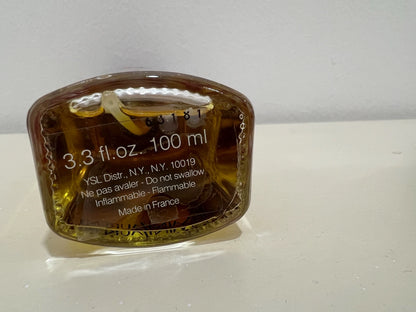 63181
3.3 fl.oz. 100 ml
YSL Distr., N.Y., N.Y. 10019
Ne pas avaler - Do not swallow
Inflammable - Flammable
Made in France